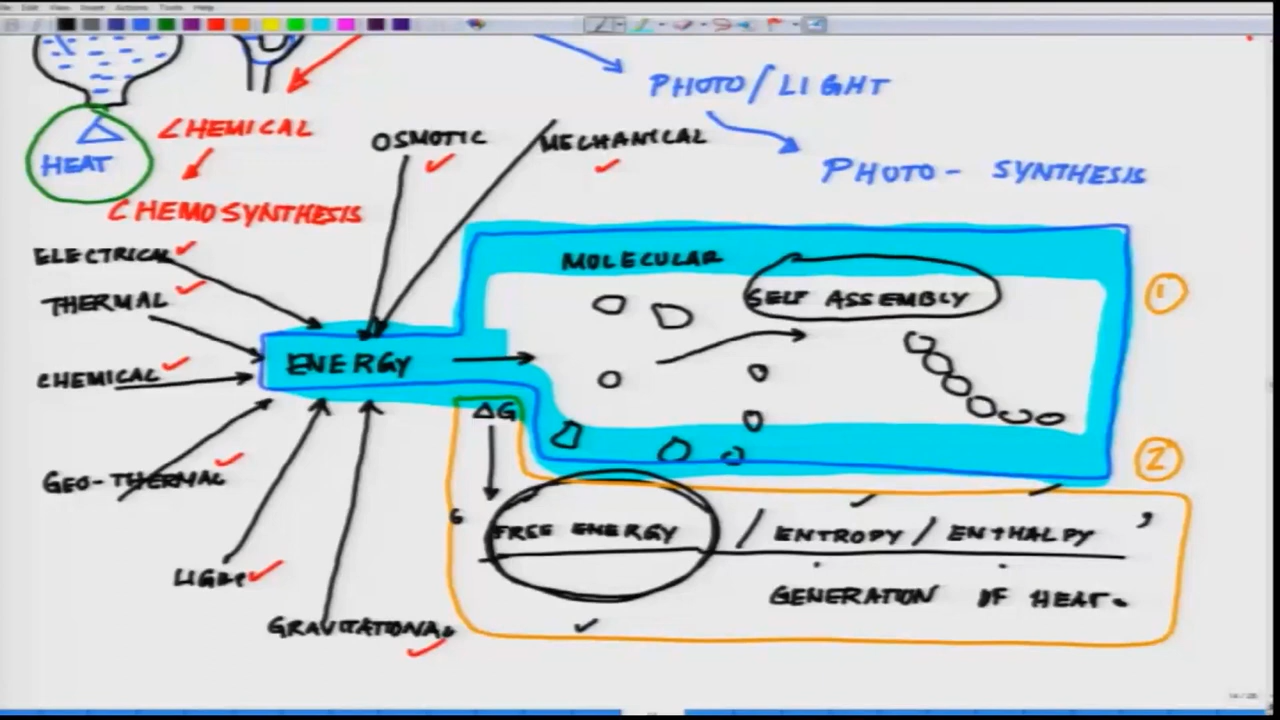 PHOTO/LIGHT
CHEMICAL
OSMOTIC
MECHANICAL
HEAT
PHOTO - SYNTHESIS
CHEMOSYNTHESIS
ELECTRICAL
MOLECULAR
THERMAL
SELF ASSEMBLY
1
ENERGY
CHEMICAL
ΔG
GEO-THERMAL
2
“ FREE ENERGY / ENTROPY / ENTHALPY ”
LIGHT
GENERATION OF HEAT.
GRAVITATIONAL